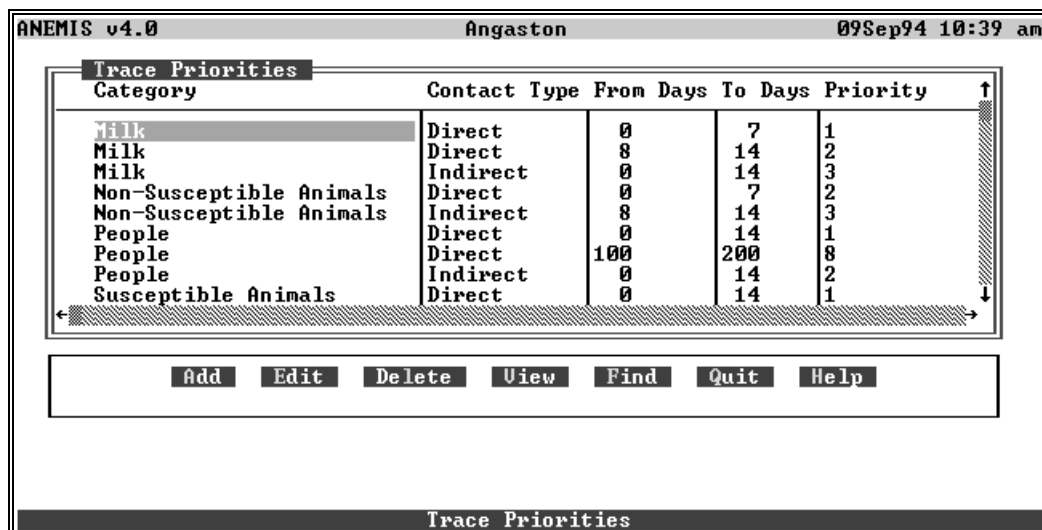 ANEMIS v4.0 Angaston 09Sep94 10:39 am
Trace Priorities
Category Contact Type From Days To Days Priority
Milk Direct 0 7 1
Milk Direct 8 14 2
Milk Indirect 0 14 3
Non-Susceptible Animals Direct 0 7 2
Non-Susceptible Animals Indirect 8 14 3
People Direct 0 14 1
People Direct 100 200 8
People Indirect 0 14 2
Susceptible Animals Direct 0 14 1
Add Edit Delete View Find Quit Help
Trace Priorities